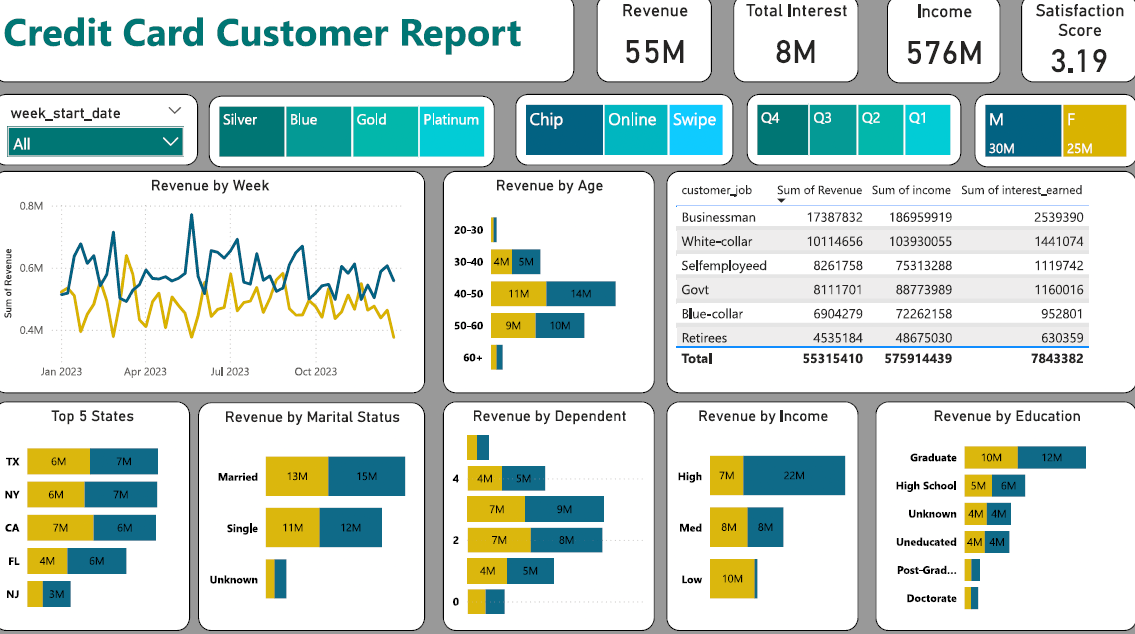 Credit Card Customer Report
Revenue
55M
Total Interest
8M
Income
576M
Satisfaction
Score
3.19
week_start_date
All
Silver Blue Gold Platinum
Chip Online Swipe
Q4 Q3 Q2 Q1
M F
30M 25M
Revenue by Week
0.8M
0.6M
0.4M
Sum of Revenue
Jan 2023 Apr 2023 Jul 2023 Oct 2023
Revenue by Age
20-30
30-40 4M 5M
40-50 11M 14M
50-60 9M 10M
60+
customer_job Sum of Revenue Sum of income Sum of interest_earned
Businessman 17387832 186959919 2539390
White-collar 10114656 103930055 1441074
Selfemployeed 8261758 75313288 1119742
Govt 8111701 88773989 1160016
Blue-collar 6904279 72262158 952801
Retirees 4535184 48675030 630359
Total 55315410 575914439 7843382
Top 5 States
TX 6M 7M
NY 6M 7M
CA 7M 6M
FL 4M 6M
NJ 3M
Revenue by Marital Status
Married 13M 15M
Single 11M 12M
Unknown
Revenue by Dependent
4 4M 5M
7M 9M
2 7M 8M
4M 5M
0
Revenue by Income
High 7M 22M
Med 8M 8M
Low 10M
Revenue by Education
Graduate 10M 12M
High School 5M 6M
Unknown 4M 4M
Uneducated 4M 4M
Post-Grad...
Doctorate